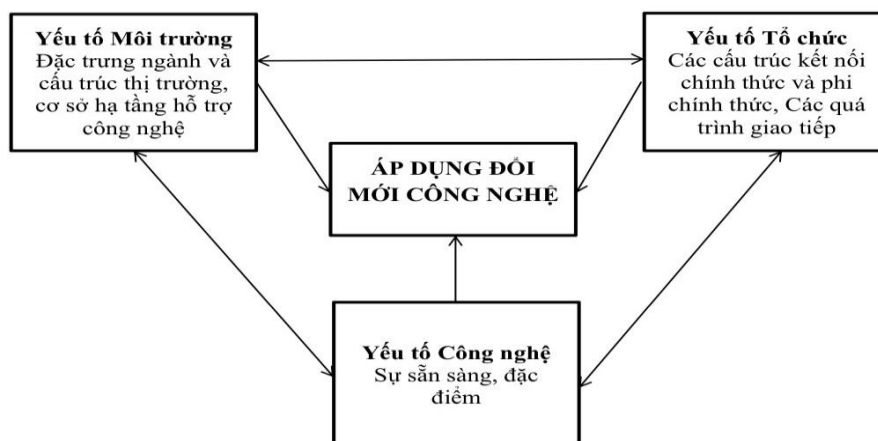 Yếu tố Môi trường
Đặc trưng ngành và
cấu trúc thị trường,
cơ sở hạ tầng hỗ trợ
công nghệ
Yếu tố Tổ chức
Các cấu trúc kết nối
chính thức và phi
chính thức, Các quá
trình giao tiếp
ÁP DỤNG ĐỔI
MỚI CÔNG NGHỆ
Yếu tố Công nghệ
Sự sẵn sàng, đặc
điểm